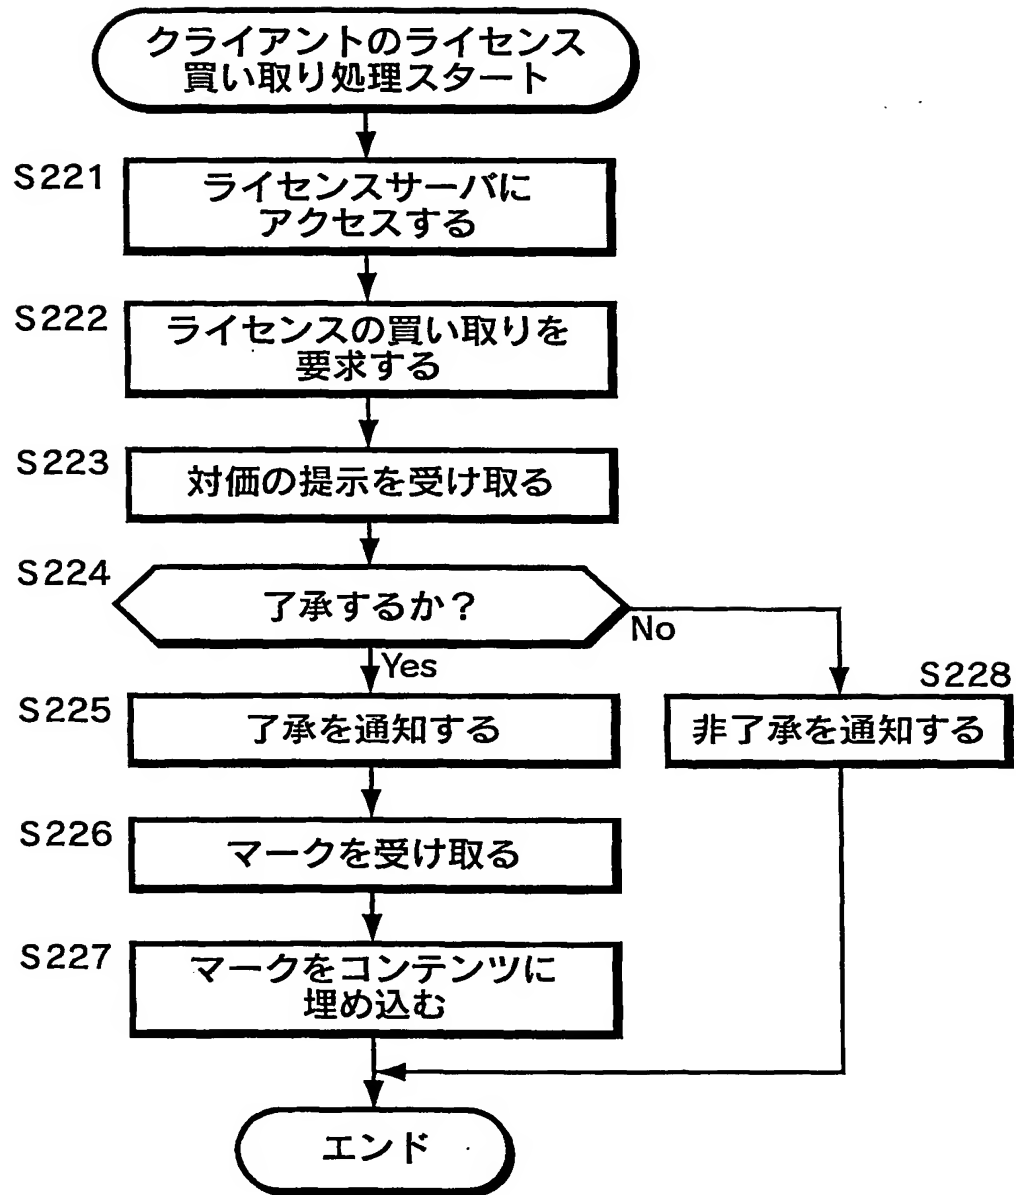 クライアントのライセンス
買い取り処理スタート
S221
ライセンスサーバに
アクセスする
S222
ライセンスの買い取りを
要求する
S223
対価の提示を受け取る
S224
了承するか？
No
Yes
S225
了承を通知する
S228
非了承を通知する
S226
マークを受け取る
S227
マークをコンテンツに
埋め込む
エンド